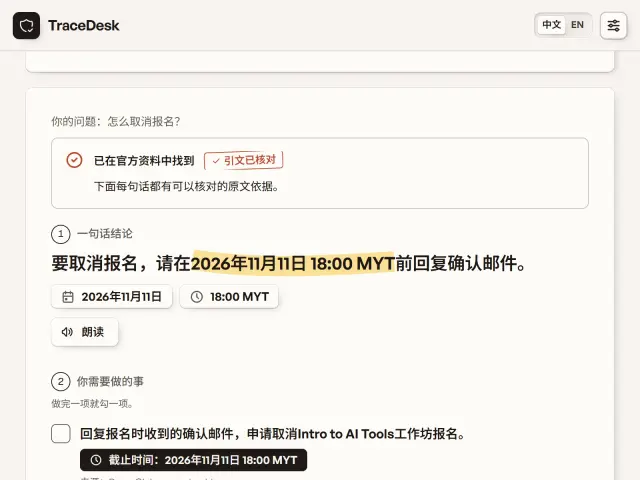 TraceDesk
中文 EN
你的问题：怎么取消报名？
已在官方资料中找到 引文已核对
下面每句话都有可以核对的原文依据。
1 一句话结论
要取消报名，请在2026年11月11日 18:00 MYT前回复确认邮件。
2026年11月11日 18:00 MYT
朗读
2 你需要做的事
做完一项就勾一项。
回复报名时收到的确认邮件，申请取消Intro to AI Tools工作坊报名。
截止时间：2026年11月11日 18:00 MYT